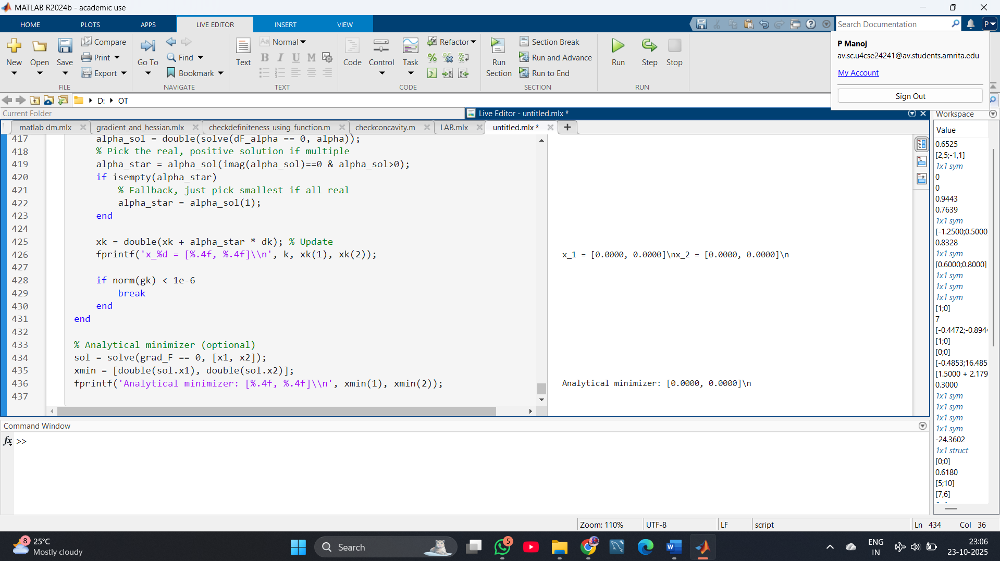 MATLAB R2024b - academic use
HOME PLOTS APPS LIVE EDITOR INSERT VIEW
Search Documentation
P
P Manoj
av.sc.u4cse24241@av.students.amrita.edu
My Account
Sign Out
New
Open
Save
Compare
Print
Export
FILE
Go To
Find
Bookmark
NAVIGATE
Text
Aa Normal
B I U M
TEXT
Code
Control
Task
Refactor
CODE
Run
Section
Section Break
Run and Advance
Run to End
SECTION
Run
Step
Stop
RUN
D: OT
Current Folder
Live Editor - untitled.mlx *
matlab dm.mlx
gradient_and_hessian.mlx
checkdefiniteness_using_function.m
checkconcavity.m
LAB.mlx
untitled.mlx *
417 alpha_sol = double(solve(dF_alpha == 0, alpha));
418 % Pick the real, positive solution if multiple
419 alpha_star = alpha_sol(imag(alpha_sol)==0 & alpha_sol>0);
420 if isempty(alpha_star)
421 % Fallback, just pick smallest if all real
422 alpha_star = alpha_sol(1);
423 end
424
425 xk = double(xk + alpha_star * dk); % Update
426 fprintf('x_%d = [%.4f, %.4f]\\n', k, xk(1), xk(2));
427
428 if norm(gk) < 1e-6
429 break
430 end
431 end
432
433 % Analytical minimizer (optional)
434 sol = solve(grad_F == 0, [x1, x2]);
435 xmin = [double(sol.x1), double(sol.x2)];
436 fprintf('Analytical minimizer: [%.4f, %.4f]\\n', xmin(1), xmin(2));
437
x_1 = [0.0000, 0.0000]\nx_2 = [0.0000, 0.0000]\n
Analytical minimizer: [0.0000, 0.0000]\n
Workspace
Value
0.6525
[2,5;-1,1]
1x1 sym
0
0
0.9443
0.7639
1x1 sym
[-1.2500;0.5000
0.8328
1x1 sym
[0.6000;0.8000]
1x1 sym
1x1 sym
1x1 sym
[1;0]
7
[-0.4472;-0.894
[1;0]
[0;0]
[-0.4853;16.485
[1.5000 + 2.179
0.3000
1x1 sym
1x1 sym
1x1 sym
1x1 sym
-24.3602
1x1 struct
[0;0]
0.6180
[5;10]
[7,6]
Command Window
fx >>
Zoom: 110% UTF-8 LF script Ln 434 Col 36
8
25°C
Mostly cloudy
Search
5
W
ENG
IN
23:06
23-10-2025